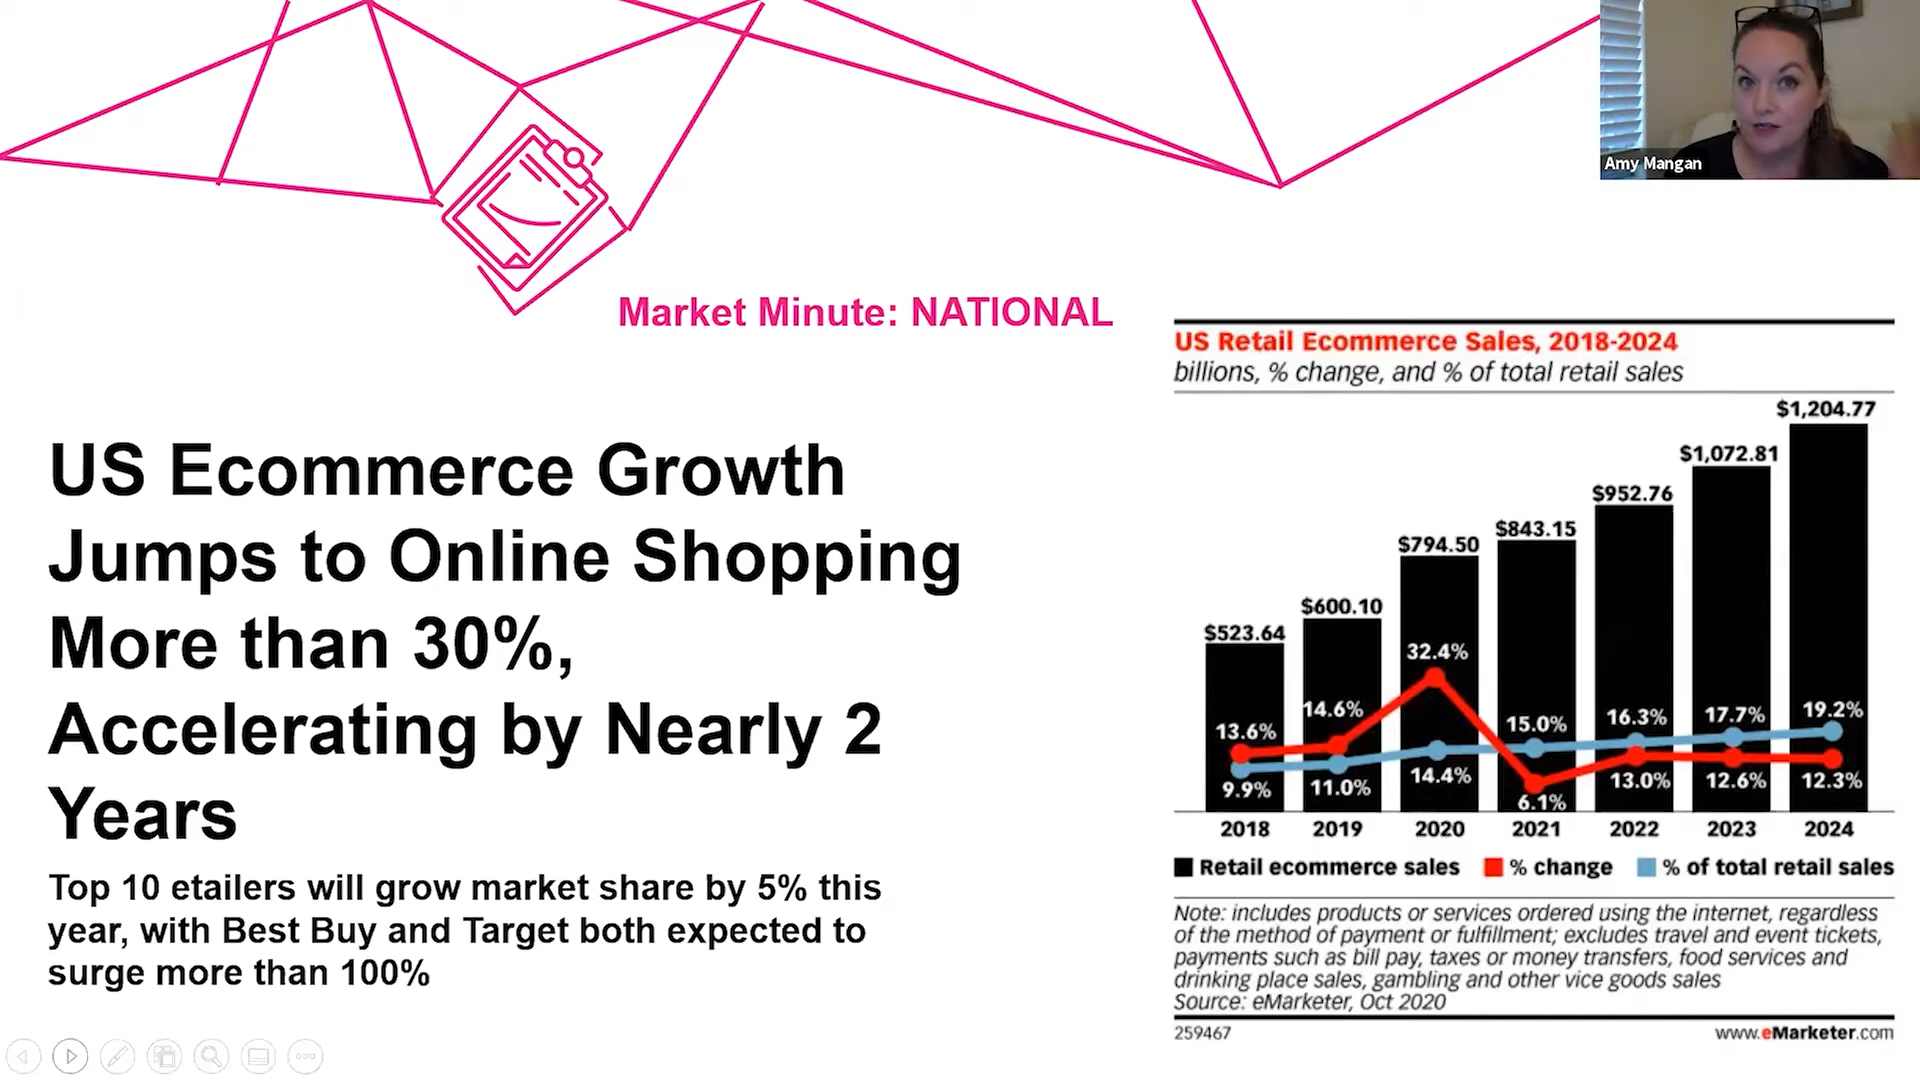 Amy Mangan
Market Minute: NATIONAL
US Ecommerce Growth
Jumps to Online Shopping
More than 30%,
Accelerating by Nearly 2
Years
Top 10 etailers will grow market share by 5% this
year, with Best Buy and Target both expected to
surge more than 100%
US Retail Ecommerce Sales, 2018-2024
billions, % change, and % of total retail sales
$523.64 $600.10 $794.50 $843.15 $952.76 $1,072.81 $1,204.77
13.6% 14.6% 32.4% 6.1% 13.0% 12.6% 12.3%
9.9% 11.0% 14.4% 15.0% 16.3% 17.7% 19.2%
2018 2019 2020 2021 2022 2023 2024
Retail ecommerce sales % change % of total retail sales
Note: includes products or services ordered using the internet, regardless
of the method of payment or fulfillment; excludes travel and event tickets,
payments such as bill pay, taxes or money transfers, food services and
drinking place sales, gambling and other vice goods sales
Source: eMarketer, Oct 2020
259467 www.eMarketer.com